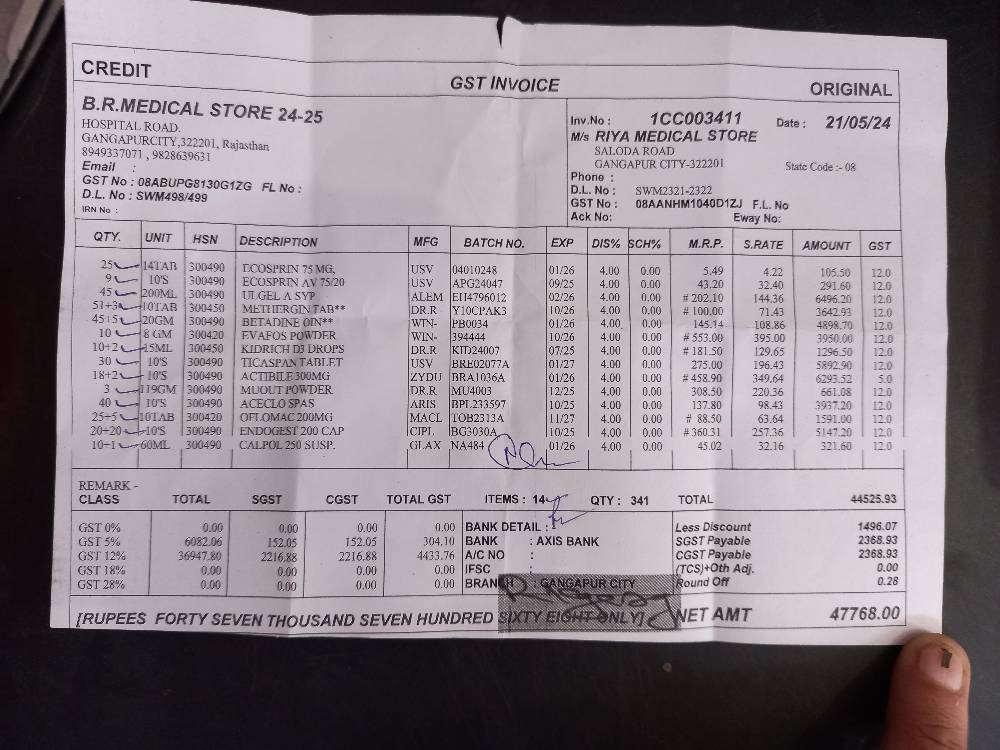 CREDIT
GST INVOICE
ORIGINAL
B.R.MEDICAL STORE 24-25
HOSPITAL ROAD.
GANGAPURCITY,322201, Rajasthan
8949337071 , 9828639631
Email :
GST No : 08ABUPG8130G1ZG FL No :
D.L. No : SWM498/499
IRN No :
Inv.No : 1CC003411 Date : 21/05/24
M/s RIYA MEDICAL STORE
SALODA ROAD
GANGAPUR CITY-322201 State Code :- 08
Phone :
D.L. No : SWM2321-2322
GST No : 08AANHM1040D1ZJ F.L. No
Ack No: Eway No:
QTY. UNIT HSN DESCRIPTION MFG BATCH NO. EXP DIS% SCH% M.R.P. S.RATE AMOUNT GST
25 14TAB 300490 ECOSPRIN 75 MG, USV 04010248 01/26 4.00 0.00 5.49 4.22 105.50 12.0
9 10'S 300490 ECOSPRIN AV 75/20 USV APG24047 09/25 4.00 0.00 43.20 32.40 291.60 12.0
45 200ML 300490 ULGEL A SYP ALEM EH4796012 02/26 4.00 0.00 # 202.10 144.36 6496.20 12.0
51+3 10TAB 300450 METHERGIN TAB** DR.R Y10CPAK3 10/26 4.00 0.00 # 100.00 71.43 3642.93 12.0
45+5 20GM 300490 BETADINE OIN** WIN- PB0034 01/26 4.00 0.00 145.14 108.86 4898.70 12.0
10 8 GM 300420 EVAFOS POWDER WIN- 394444 10/26 4.00 0.00 # 553.00 395.00 3950.00 12.0
10+2 15ML 300450 KIDRICH D3 DROPS DR.R KID24007 07/25 4.00 0.00 # 181.50 129.65 1296.50 12.0
30 10'S 300490 TICASPAN TABLET USV BRE02077A 01/27 4.00 0.00 275.00 196.43 5892.90 12.0
18+2 10'S 300490 ACTIBILE 300MG ZYDU BRA1036A 01/26 4.00 0.00 # 458.90 349.64 6293.52 5.0
3 119GM 300490 MUOUT POWDER DR.R MU4003 12/25 4.00 0.00 308.50 220.36 661.08 12.0
40 10'S 300490 ACECLO SPAS ARIS BPL233597 10/25 4.00 0.00 137.80 98.43 3937.20 12.0
25+5 10TAB 300420 OFLOMAC 200MG MACL TOB2313A 11/27 4.00 0.00 # 88.50 63.64 1591.00 12.0
20+20 10'S 300490 ENDOGEST 200 CAP CIPL BG3030A 10/25 4.00 0.00 # 360.31 257.36 5147.20 12.0
10+1 60ML 300490 CALPOL 250 SUSP. GLAX NA484 01/26 4.00 0.00 45.02 32.16 321.60 12.0
REMARK -
CLASS TOTAL SGST CGST TOTAL GST ITEMS : 14 QTY : 341 TOTAL 44525.93
GST 0% 0.00 0.00 0.00 0.00 BANK DETAIL : Less Discount 1496.07
GST 5% 6082.06 152.05 152.05 304.10 BANK : AXIS BANK SGST Payable 2368.93
GST 12% 36947.80 2216.88 2216.88 4433.76 A/C NO : CGST Payable 2368.93
GST 18% 0.00 0.00 0.00 0.00 IFSC : (TCS)+Oth Adj. 0.00
GST 28% 0.00 0.00 0.00 0.00 BRANCH : GANGAPUR CITY Round Off 0.28
[RUPEES FORTY SEVEN THOUSAND SEVEN HUNDRED SIXTY EIGHT ONLY] NET AMT 47768.00